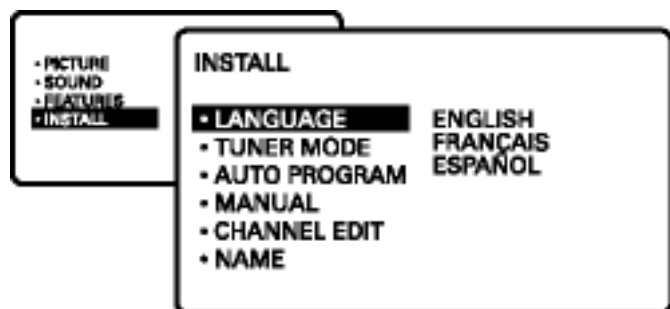 • PICTURE
• SOUND
• FEATURES
• INSTALL
INSTALL
• LANGUAGE
• TUNER MODE
• AUTO PROGRAM
• MANUAL
• CHANNEL EDIT
• NAME
ENGLISH
FRANÇAIS
ESPAÑOL